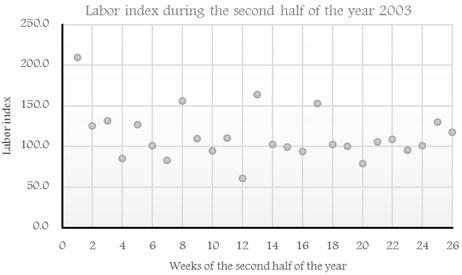 Labor index during the second half of the year 2003
250.0
200.0
150.0
100.0
50.0
0.0
Labor index
0 2 4 6 8 10 12 14 16 18 20 22 24 26
Weeks of the second half of the year